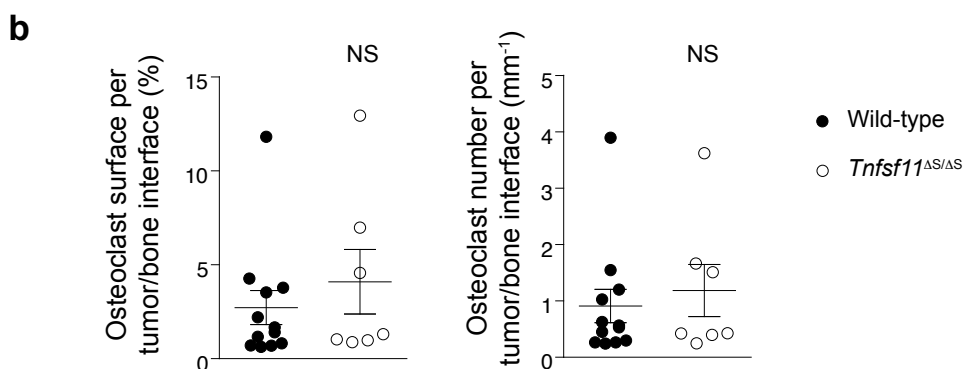 b
Osteoclast surface per
tumor/bone interface (%)
15
10
5
0
NS
Osteoclast number per
tumor/bone interface (mm⁻¹)
5
4
3
2
1
0
NS
Wild-type
Tnfsf11ΔS/ΔS